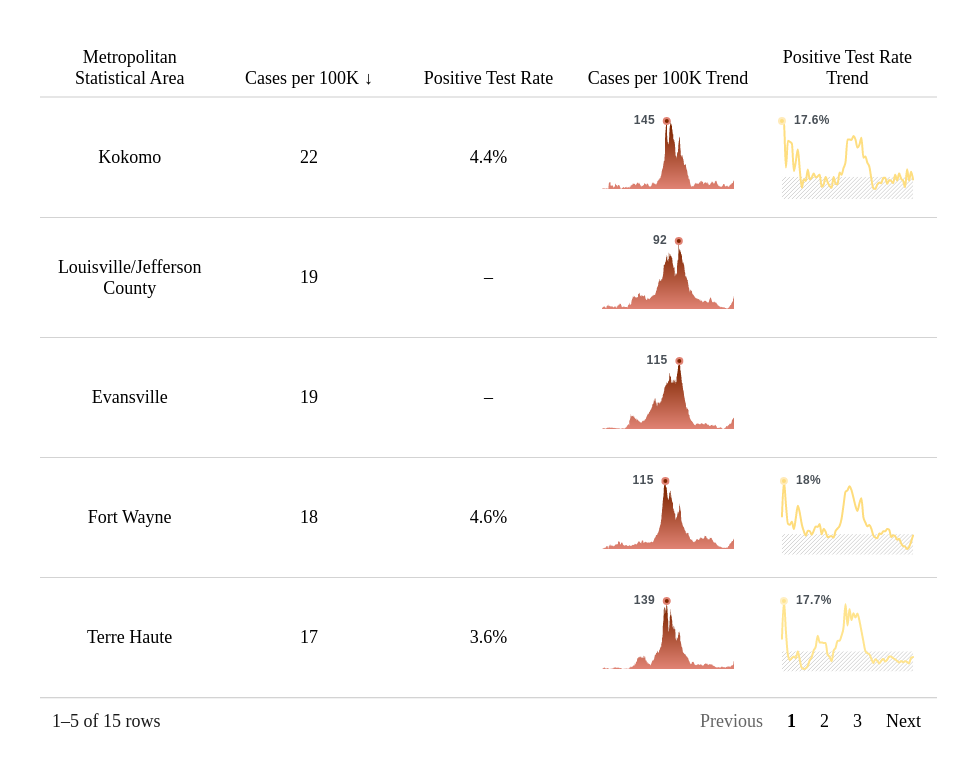 Metropolitan
Statistical Area
Cases per 100K ↓
Positive Test Rate
Cases per 100K Trend
Positive Test Rate
Trend
Kokomo
22
4.4%
145
17.6%
Louisville/Jefferson
County
19
–
92
Evansville
19
–
115
Fort Wayne
18
4.6%
115
18%
Terre Haute
17
3.6%
139
17.7%
1–5 of 15 rows
Previous 1 2 3 Next